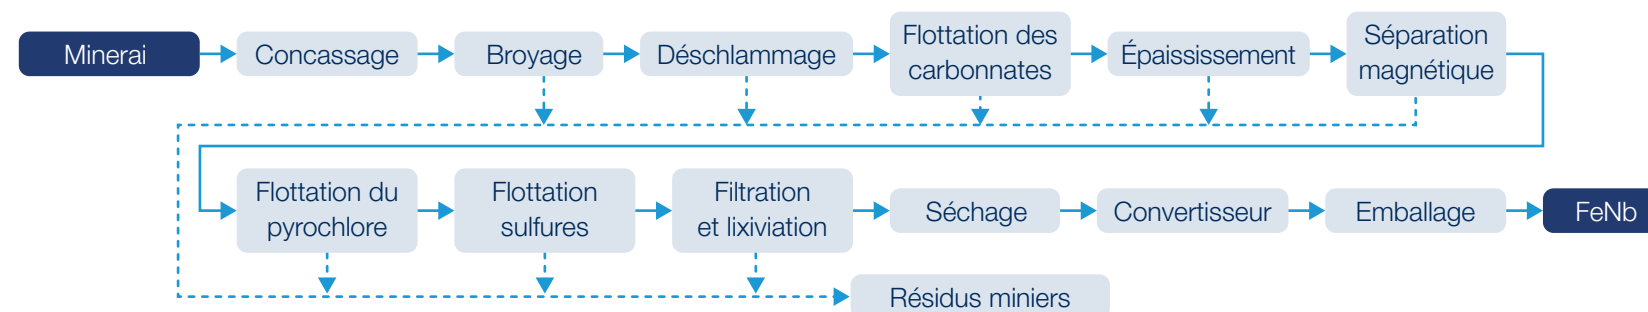 Minerai
Concassage
Broyage
Déschlammage
Flottation des
carbonnates
Épaississement
Séparation
magnétique
Flottation du
pyrochlore
Flottation
sulfures
Filtration
et lixiviation
Séchage
Convertisseur
Emballage
FeNb
Résidus miniers